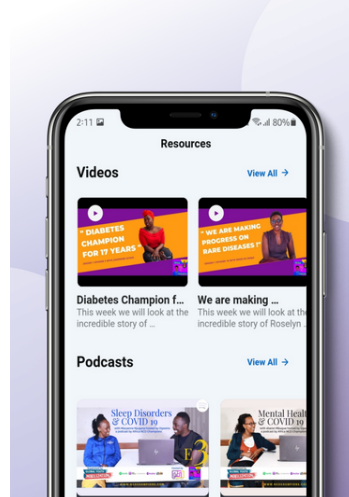 2:11 80%
Resources
Videos View All →
" DIABETES
CHAMPION
FOR 17 YEARS "
" WE ARE MAKING
PROGRESS ON
RARE DISEASES !"
Diabetes Champion f... We are making ...
This week we will look at the This week we will look at the
incredible story of ... incredible story of Roselyn .
Podcasts View All →
Sleep Disorders
& COVID 19
Mental Healt
& COVID 19